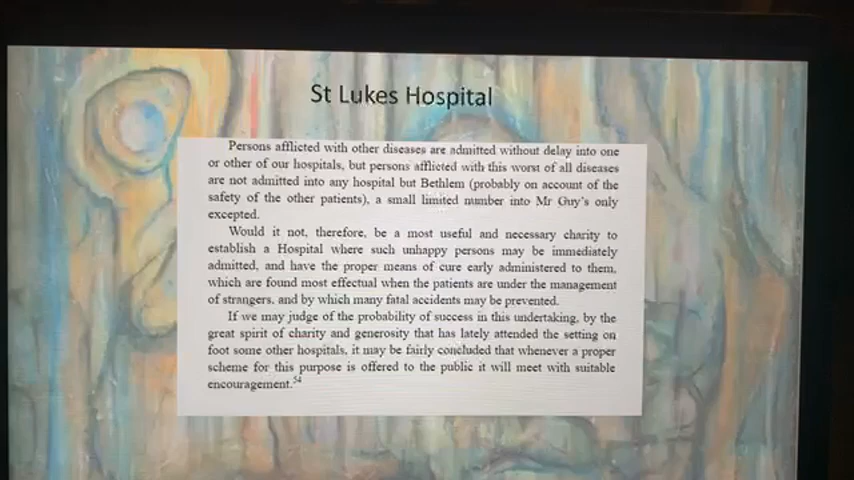 St Lukes Hospital
Persons afflicted with other diseases are admitted without delay into one
or other of our hospitals, but persons afflicted with this worst of all diseases
are not admitted into any hospital but Bethlem (probably on account of the
safety of the other patients), a small limited number into Mr Guy's only
excepted.
Would it not, therefore, be a most useful and necessary charity to
establish a Hospital where such unhappy persons may be immediately
admitted, and have the proper means of cure early administered to them,
which are found most effectual when the patients are under the management
of strangers, and by which many fatal accidents may be prevented.
If we may judge of the probability of success in this undertaking, by the
great spirit of charity and generosity that has lately attended the setting on
foot some other hospitals, it may be fairly concluded that whenever a proper
scheme for this purpose is offered to the public it will meet with suitable
encouragement.54